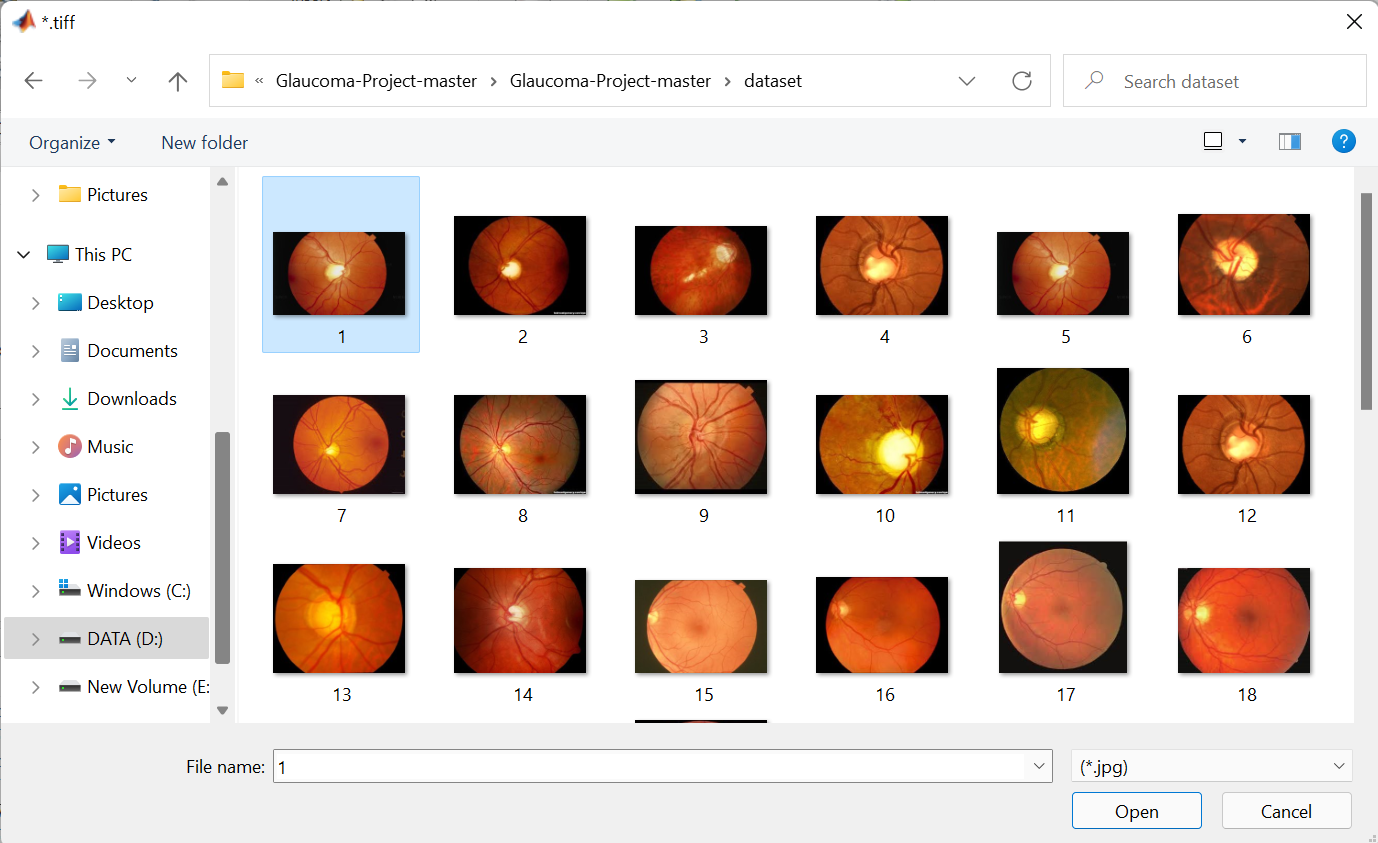 *.tiff
« Glaucoma-Project-master › Glaucoma-Project-master › dataset
Search dataset
Organize
New folder
?
Pictures
This PC
Desktop
Documents
Downloads
Music
Pictures
Videos
Windows (C:)
DATA (D:)
New Volume (E:
1
2
3
4
5
6
7
8
9
10
11
12
13
14
15
16
17
18
File name:
1
(*.jpg)
Open
Cancel